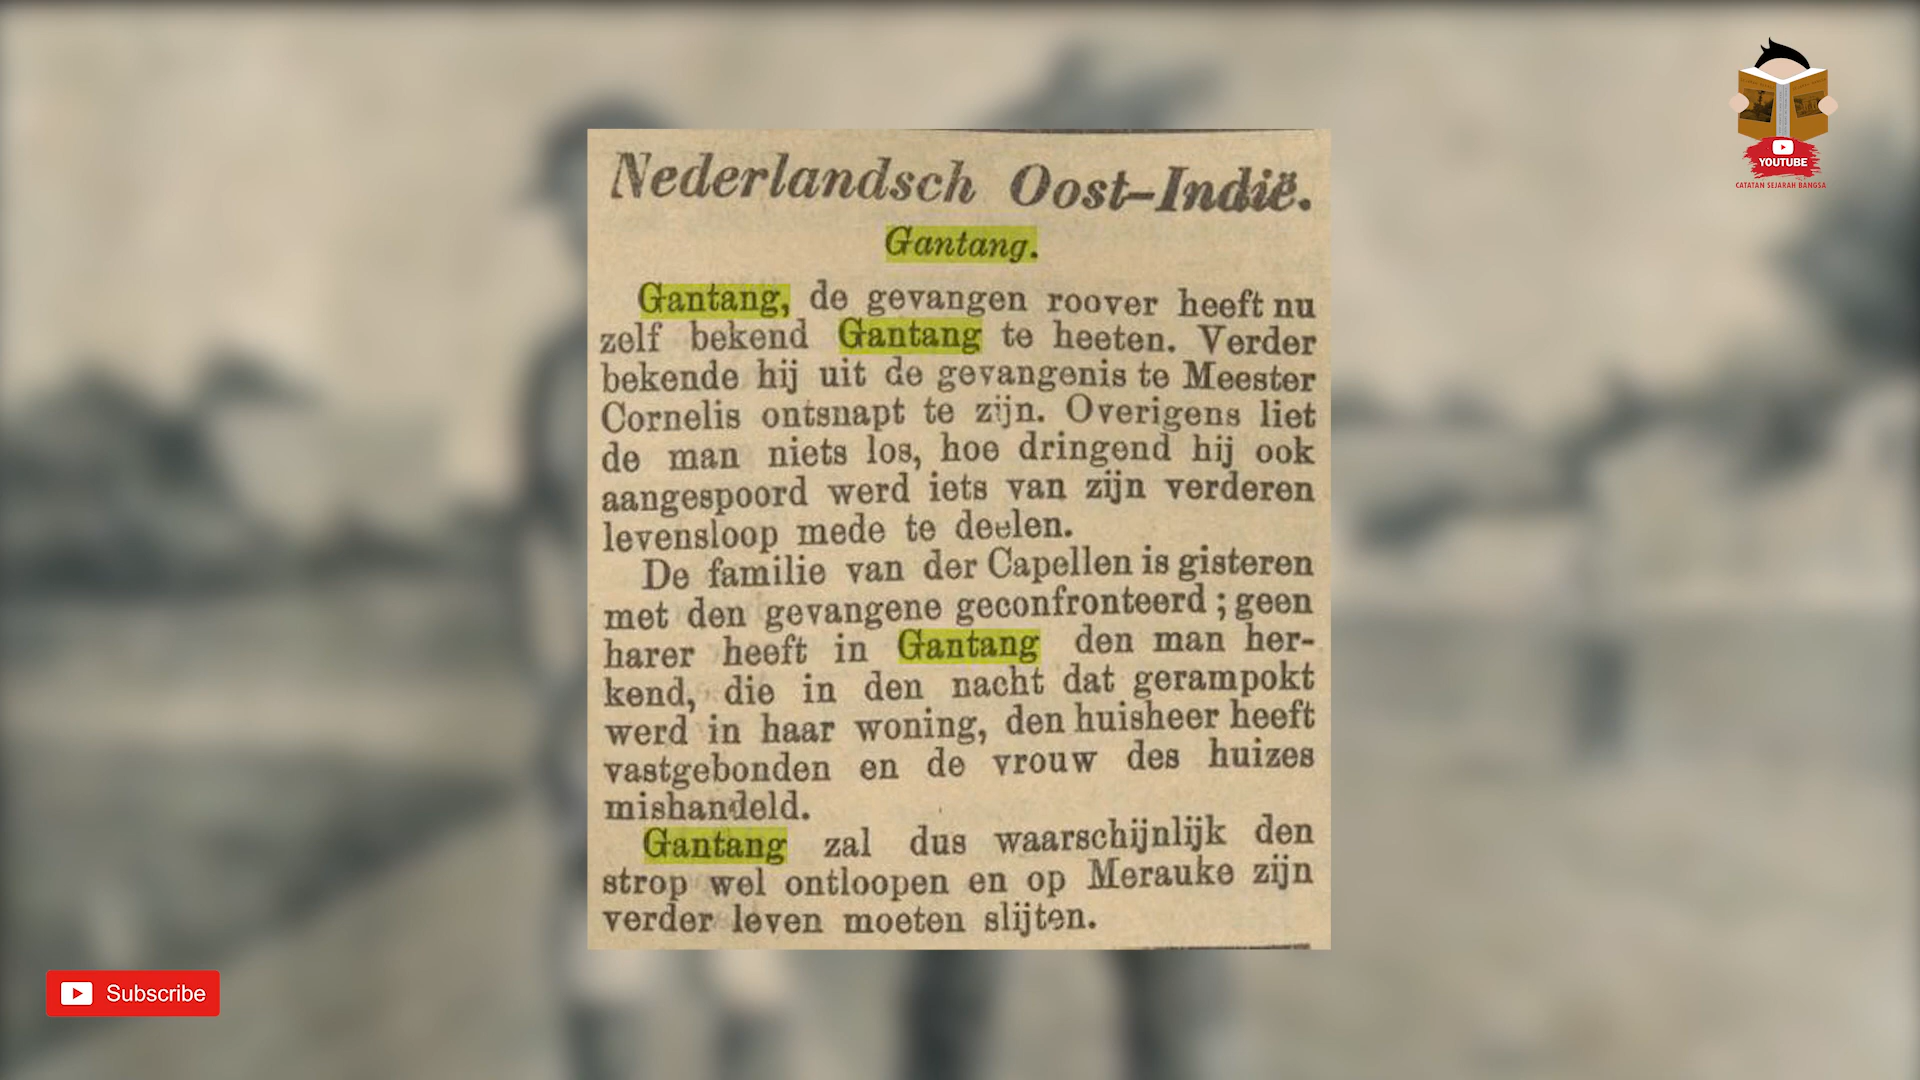 Nederlandsch Oost-Indië.
Gantang.
Gantang, de gevangen roover heeft nu
zelf bekend Gantang te heeten. Verder
bekende hij uit de gevangenis te Meester
Cornelis ontsnapt te zijn. Overigens liet
de man niets los, hoe dringend hij ook
aangespoord werd iets van zijn verderen
levensloop mede te deelen.
De familie van der Capellen is gisteren
met den gevangene geconfronteerd; geen
harer heeft in Gantang den man her-
kend, die in den nacht dat gerampokt
werd in haar woning, den huisheer heeft
vastgebonden en de vrouw des huizes
mishandeld.
Gantang zal dus waarschijnlijk den
strop wel ontloopen en op Merauke zijn
verder leven moeten slijten.
YOUTUBE
CATATAN SEJARAH BANGSA
Subscribe